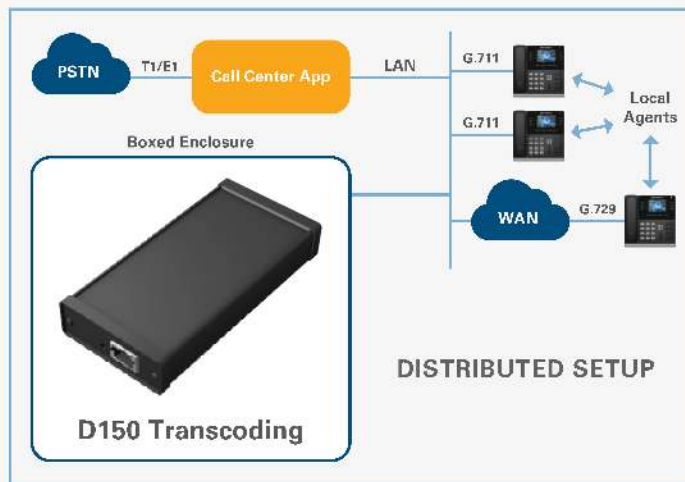 PSTN
T1/E1
Call Center App
LAN
G.711
G.711
Local
Agents
Boxed Enclosure
WAN
G.729
DISTRIBUTED SETUP
D150 Transcoding